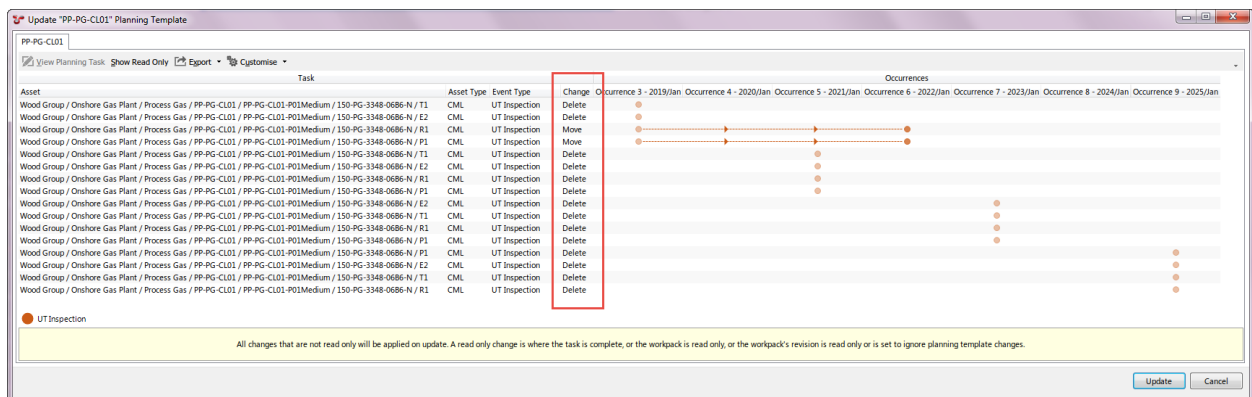 Update "PP-PG-CL01" Planning Template
PP-PG-CL01
View Planning Task Show Read Only Export Customise
Task Occurrences
Asset Asset Type Event Type Change Occurrence 3 - 2019/Jan Occurrence 4 - 2020/Jan Occurrence 5 - 2021/Jan Occurrence 6 - 2022/Jan Occurrence 7 - 2023/Jan Occurrence 8 - 2024/Jan Occurrence 9 - 2025/Jan
Wood Group / Onshore Gas Plant / Process Gas / PP-PG-CL01 / PP-PG-CL01-P01Medium / 150-PG-3348-06B6-N / T1 CML UT Inspection Delete
Wood Group / Onshore Gas Plant / Process Gas / PP-PG-CL01 / PP-PG-CL01-P01Medium / 150-PG-3348-06B6-N / E2 CML UT Inspection Delete
Wood Group / Onshore Gas Plant / Process Gas / PP-PG-CL01 / PP-PG-CL01-P01Medium / 150-PG-3348-06B6-N / R1 CML UT Inspection Move
Wood Group / Onshore Gas Plant / Process Gas / PP-PG-CL01 / PP-PG-CL01-P01Medium / 150-PG-3348-06B6-N / P1 CML UT Inspection Move
Wood Group / Onshore Gas Plant / Process Gas / PP-PG-CL01 / PP-PG-CL01-P01Medium / 150-PG-3348-06B6-N / T1 CML UT Inspection Delete
Wood Group / Onshore Gas Plant / Process Gas / PP-PG-CL01 / PP-PG-CL01-P01Medium / 150-PG-3348-06B6-N / E2 CML UT Inspection Delete
Wood Group / Onshore Gas Plant / Process Gas / PP-PG-CL01 / PP-PG-CL01-P01Medium / 150-PG-3348-06B6-N / R1 CML UT Inspection Delete
Wood Group / Onshore Gas Plant / Process Gas / PP-PG-CL01 / PP-PG-CL01-P01Medium / 150-PG-3348-06B6-N / P1 CML UT Inspection Delete
Wood Group / Onshore Gas Plant / Process Gas / PP-PG-CL01 / PP-PG-CL01-P01Medium / 150-PG-3348-06B6-N / E2 CML UT Inspection Delete
Wood Group / Onshore Gas Plant / Process Gas / PP-PG-CL01 / PP-PG-CL01-P01Medium / 150-PG-3348-06B6-N / T1 CML UT Inspection Delete
Wood Group / Onshore Gas Plant / Process Gas / PP-PG-CL01 / PP-PG-CL01-P01Medium / 150-PG-3348-06B6-N / R1 CML UT Inspection Delete
Wood Group / Onshore Gas Plant / Process Gas / PP-PG-CL01 / PP-PG-CL01-P01Medium / 150-PG-3348-06B6-N / P1 CML UT Inspection Delete
Wood Group / Onshore Gas Plant / Process Gas / PP-PG-CL01 / PP-PG-CL01-P01Medium / 150-PG-3348-06B6-N / P1 CML UT Inspection Delete
Wood Group / Onshore Gas Plant / Process Gas / PP-PG-CL01 / PP-PG-CL01-P01Medium / 150-PG-3348-06B6-N / E2 CML UT Inspection Delete
Wood Group / Onshore Gas Plant / Process Gas / PP-PG-CL01 / PP-PG-CL01-P01Medium / 150-PG-3348-06B6-N / T1 CML UT Inspection Delete
Wood Group / Onshore Gas Plant / Process Gas / PP-PG-CL01 / PP-PG-CL01-P01Medium / 150-PG-3348-06B6-N / R1 CML UT Inspection Delete
UT Inspection
All changes that are not read only will be applied on update. A read only change is where the task is complete, or the workpack is read only, or the workpack's revision is read only or is set to ignore planning template changes.
Update Cancel